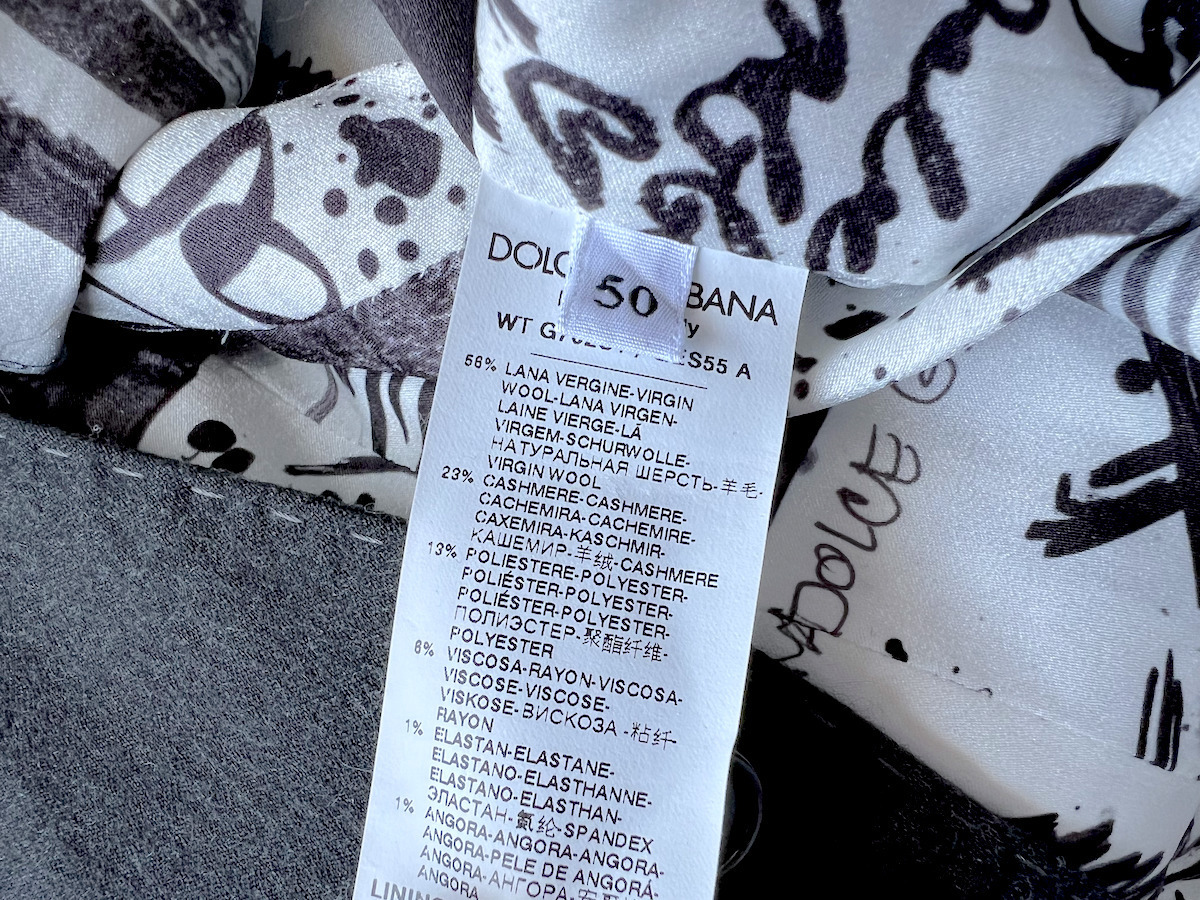 50
BANA
WT
S55 A
56% LANA VERGINE-VIRGIN
WOOL-LANA VIRGEN-
LAINE VIERGE-LÃ
VIRGEM-SCHURWOLLE-
НАТУРАЛЬНАЯ ШЕРСТЬ-羊毛-
VIRGIN WOOL
23% CASHMERE-CASHMERE-
CACHEMIRA-CACHEMIRE-
CAXEMIRA-KASCHMIR-
КАШЕМИР-羊绒-CASHMERE
13% POLIESTERE-POLYESTER-
POLIÉSTER-POLYESTER-
POLIÉSTER-POLYESTER-
ПОЛИЭСТЕР-聚酯纤维-
POLYESTER
6% VISCOSA-RAYON-VISCOSA-
VISCOSE-VISCOSE-
VISKOSE-ВИСКОЗА-粘纤-
RAYON
1% ELASTAN-ELASTANE-
ELASTANO-ELASTHANNE-
ELASTANO-ELASTHAN-
ЭЛАСТАН-氨纶-SPANDEX
1% ANGORA-ANGORA-ANGORA-
ANGORA-PELE DE ANGORÁ-
ANGORA-АНГОРА-
ANGORA
LINING
DOLCE